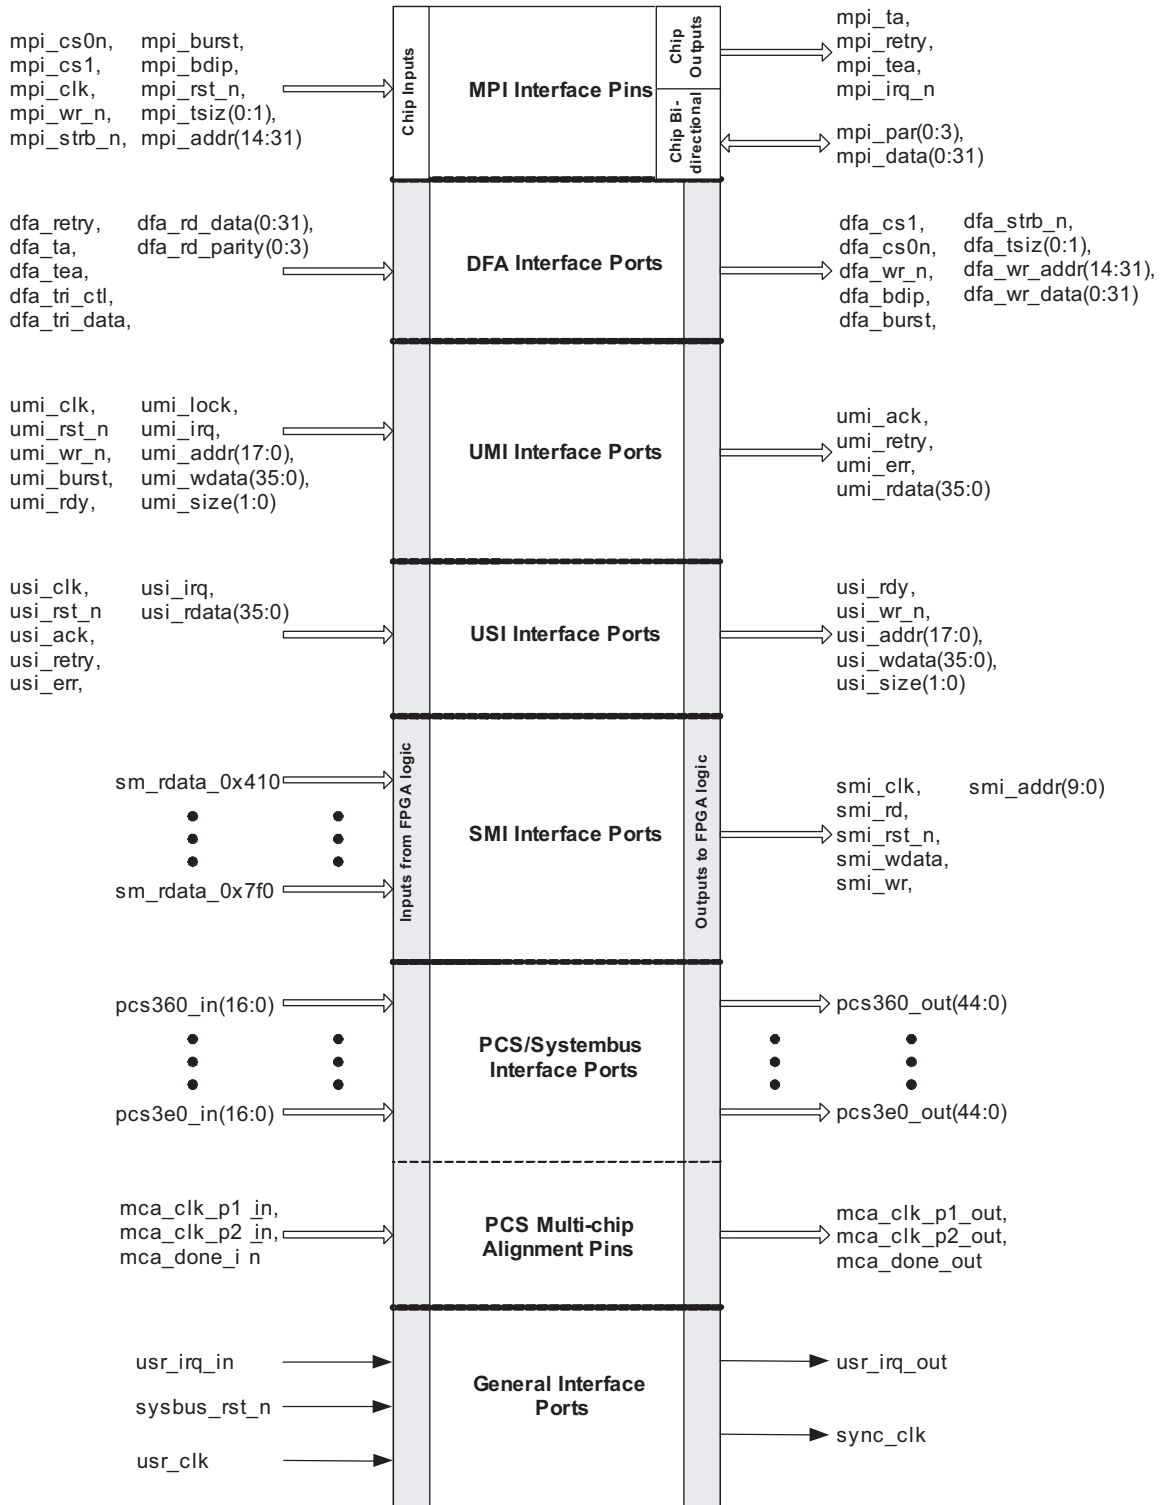 mpi_cs0n, mpi_burst,
mpi_cs1, mpi_bdip,
mpi_clk, mpi_rst_n
mpi_wr_n, mpi_tsiz(0:1),
mpi_strb_n, mpi_addr(14:31)
Chip Inputs
MPI Interface Pins
Chip
Outputs
Chip Bi-
directional
mpi_ta,
mpi_retry,
mpi_tea,
mpi_irq_n
mpi_par(0:3),
mpi_data(0:31)
dfa_retry, dfa_rd_data(0:31),
dfa_ta, dfa_rd_parity(0:3)
dfa_tea,
dfa_tri_ctl,
dfa_tri_data,
DFA Interface Ports
dfa_cs1, dfa_strb_n,
dfa_cs0n, dfa_tsiz(0:1),
dfa_wr_n, dfa_wr_addr(14:31),
dfa_bdip, dfa_wr_data(0:31)
dfa_burst,
umi_clk, umi_lock,
umi_rst_n umi_irq,
umi_wr_n, umi_addr(17:0),
umi_burst, umi_wdata(35:0),
umi_rdy, umi_size(1:0)
UMI Interface Ports
umi_ack,
umi_retry,
umi_err,
umi_rdata(35:0)
usi_clk, usi_irq,
usi_rst_n usi_rdata(35:0)
usi_ack,
usi_retry,
usi_err,
USI Interface Ports
usi_rdy,
usi_wr_n,
usi_addr(17:0),
usi_wdata(35:0),
usi_size(1:0)
sm_rdata_0x410
sm_rdata_0x7f0
Inputs from FPGA logic
SMI Interface Ports
Outputs to FPGA logic
smi_clk, smi_addr(9:0)
smi_rd,
smi_rst_n,
smi_wdata,
smi_wr,
pcs360_in(16:0)
pcs3e0_in(16:0)
PCS/Systembus
Interface Ports
pcs360_out(44:0)
pcs3e0_out(44:0)
mca_clk_p1 _in,
mca_clk_p2 _in,
mca_done_i n
PCS Multi-chip
Alignment Pins
mca_clk_p1_out,
mca_clk_p2_out,
mca_done_out
usr_irq_in
sysbus_rst_n
usr_clk
General Interface
Ports
usr_irq_out
sync_clk